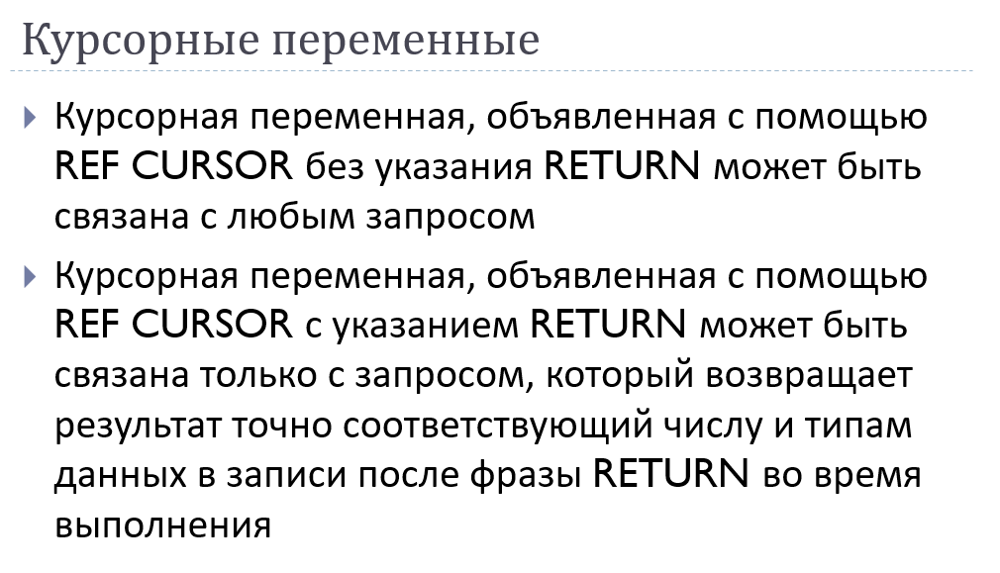 Курсорные переменные
Курсорная переменная, объявленная с помощью
REF CURSOR без указания RETURN может быть
связана с любым запросом
Курсорная переменная, объявленная с помощью
REF CURSOR с указанием RETURN может быть
связана только с запросом, который возвращает
результат точно соответствующий числу и типам
данных в записи после фразы RETURN во время
выполнения